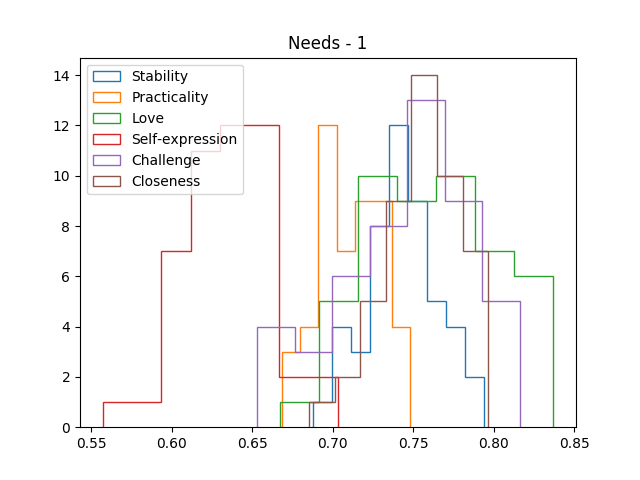 Needs - 1
14
12
10
8
6
4
2
0
Stability
Practicality
Love
Self-expression
Challenge
Closeness
0.55 0.60 0.65 0.70 0.75 0.80 0.85